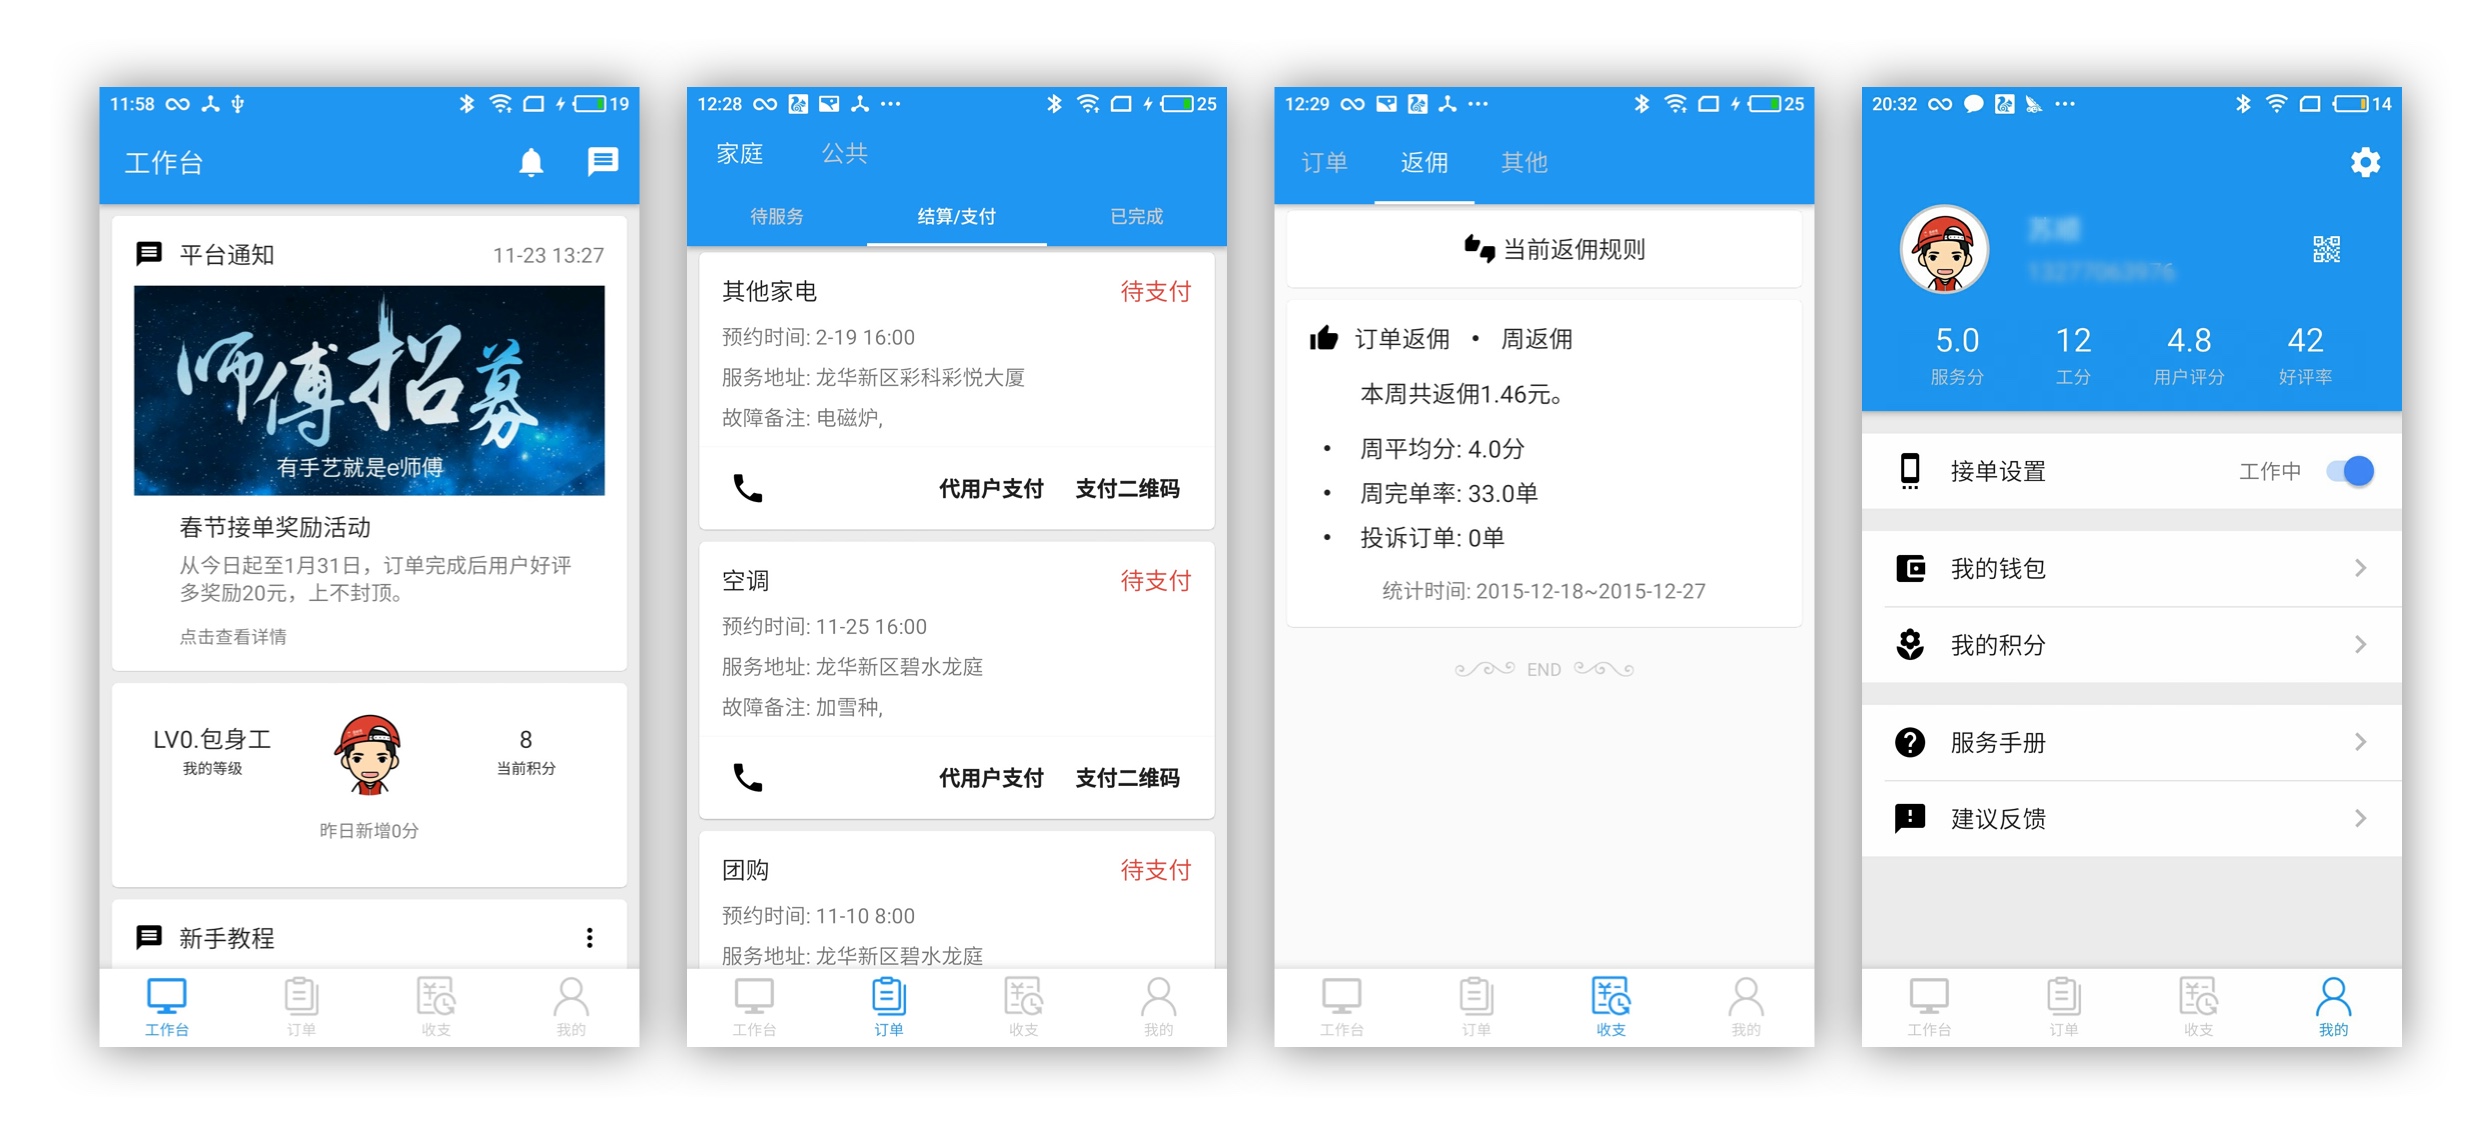 11:58
19
工作台
平台通知
11-23 13:27
师傅招募
有手艺就是e师傅
春节接单奖励活动
从今日起至1月31日，订单完成后用户好评
多奖励20元，上不封顶。
点击查看详情
LV0.包身工
我的等级
8
当前积分
昨日新增0分
新手教程
工作台
订单
收支
我的
12:28
25
家庭
公共
待服务
结算/支付
已完成
其他家电
待支付
预约时间: 2-19 16:00
服务地址: 龙华新区彩科彩悦大厦
故障备注: 电磁炉,
代用户支付
支付二维码
空调
待支付
预约时间: 11-25 16:00
服务地址: 龙华新区碧水龙庭
故障备注: 加雪种,
代用户支付
支付二维码
团购
待支付
预约时间: 11-10 8:00
服务地址: 龙华新区碧水龙庭
工作台
订单
收支
我的
12:29
25
订单
返佣
其他
当前返佣规则
订单返佣 • 周返佣
本周共返佣1.46元。
• 周平均分: 4.0分
• 周完单率: 33.0单
• 投诉订单: 0单
统计时间: 2015-12-18~2015-12-27
END
工作台
订单
收支
我的
20:32
14
5.0
服务分
12
工分
4.8
用户评分
42
好评率
接单设置
工作中
我的钱包
我的积分
服务手册
建议反馈
工作台
订单
收支
我的